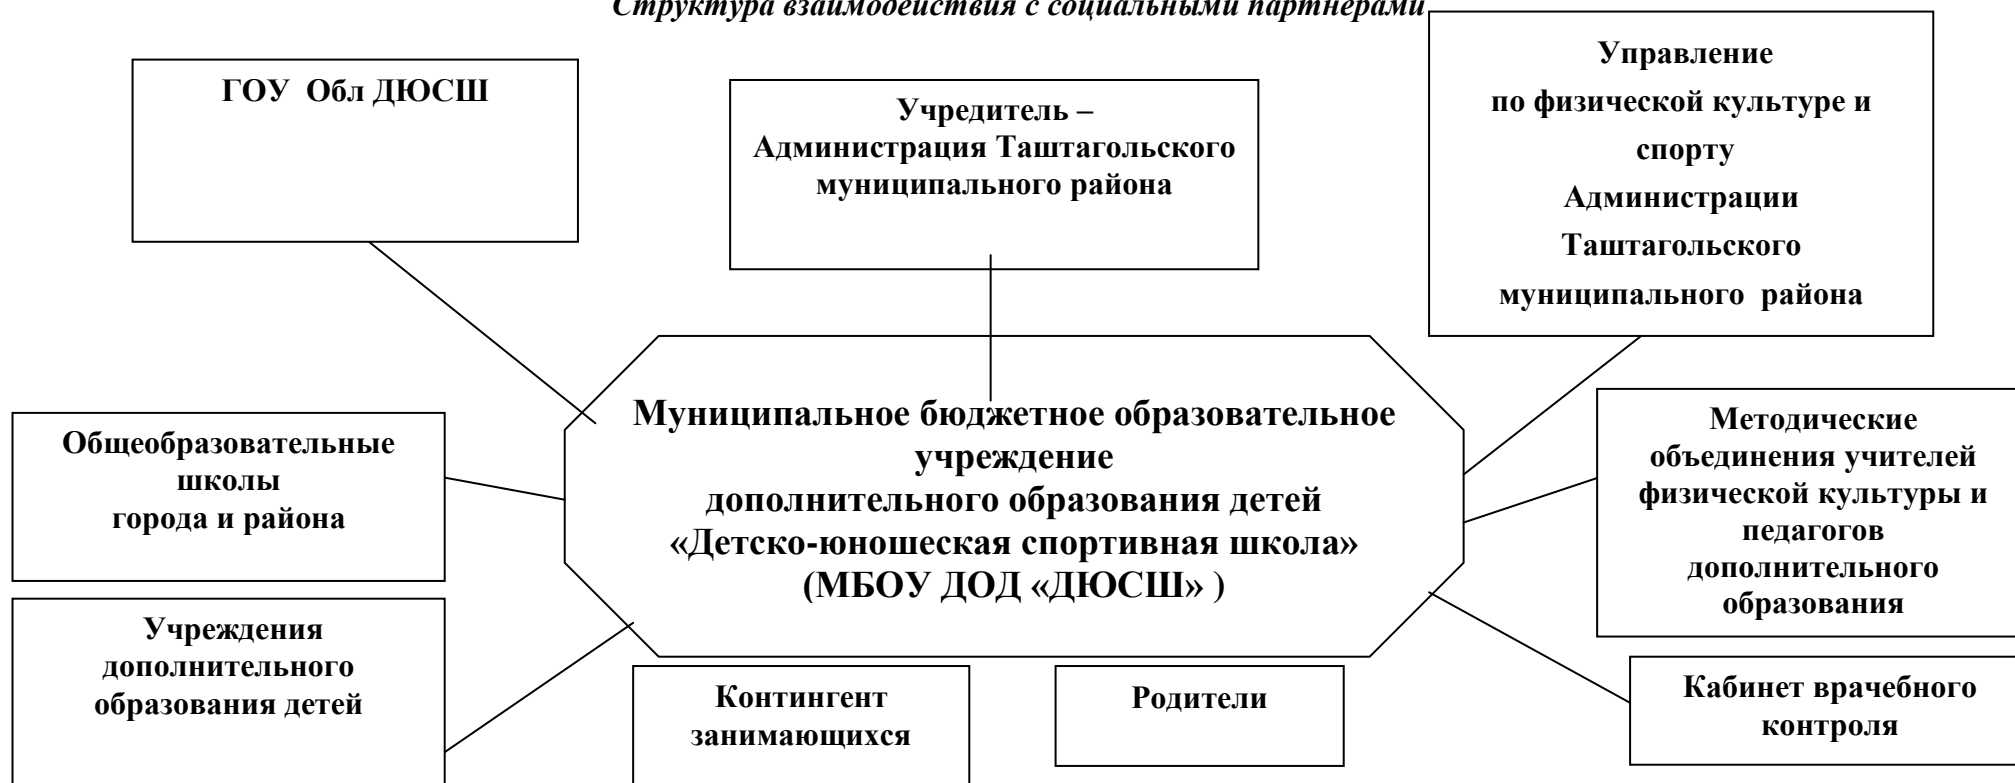 Структура взаимодействия с социальными партнерами
ГОУ Обл ДЮСШ
Учредитель –
Администрация Таштагольского
муниципального района
Управление
по физической культуре и
спорту
Администрации
Таштагольского
муниципального района
Общеобразовательные
школы
города и района
Муниципальное бюджетное образовательное
учреждение
дополнительного образования детей
«Детско-юношеская спортивная школа»
(МБОУ ДОД «ДЮСШ» )
Методические
объединения учителей
физической культуры и
педагогов
дополнительного
образования
Учреждения
дополнительного
образования детей
Контингент
занимающихся
Родители
Кабинет врачебного
контроля